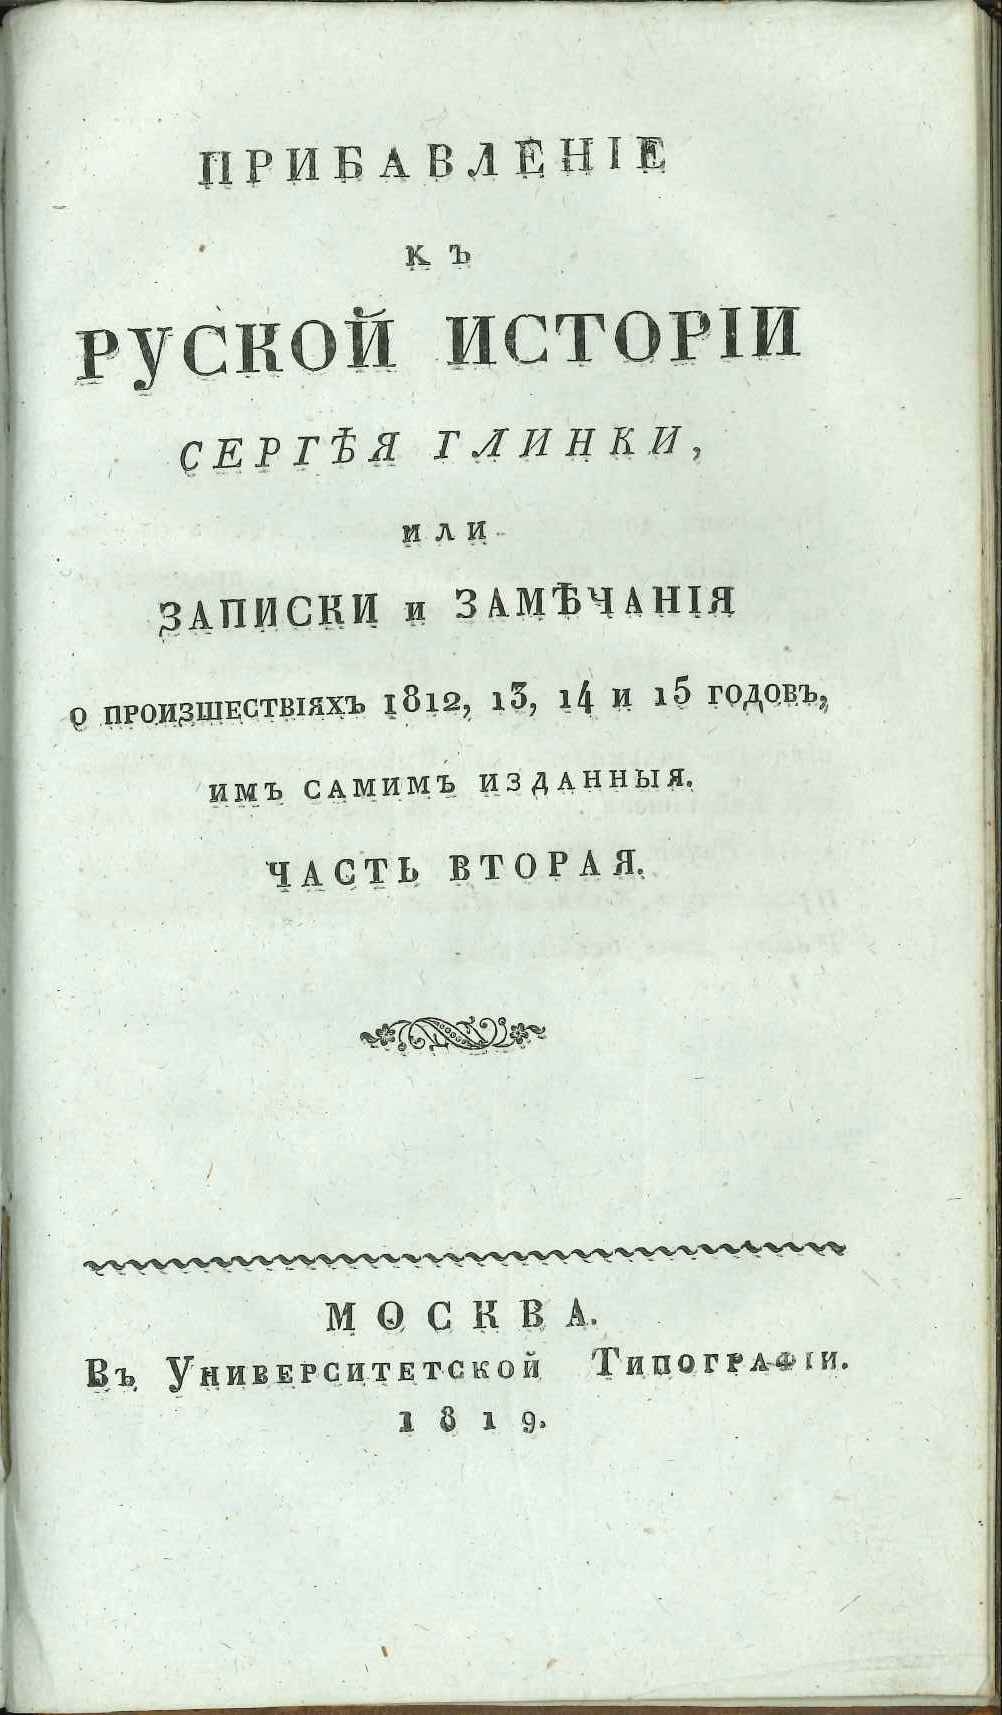 ПРИБАВЛЕНІЕ
КЪ
РУСКОЙ ИСТОРІИ
СЕРГѢЯ ГЛИНКИ,
ИЛИ
ЗАПИСКИ и ЗАМѢЧАНІЯ
О ПРОИЗШЕСТВІЯХЪ 1812, 13, 14 И 15 ГОДОВЪ,
ИМЪ САМИМЪ ИЗДАННЫЯ.
ЧАСТЬ ВТОРАЯ.
МОСКВА.
Въ Университетской Типографіи.
1819.